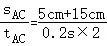 s_AC/t_AC = 5cm+15cm/0.2s×2